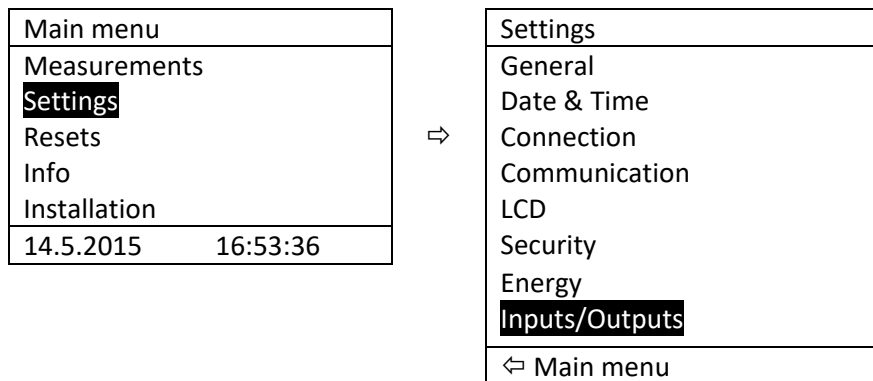 Main menu
Measurements
Settings
Resets
Info
Installation
14.5.2015 16:53:36
⇨
Settings
General
Date & Time
Connection
Communication
LCD
Security
Energy
Inputs/Outputs
⇦ Main menu